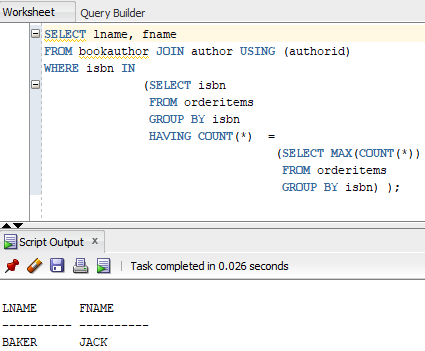 Worksheet Query Builder
SELECT lname, fname
FROM bookauthor JOIN author USING (authorid)
WHERE isbn IN
(SELECT isbn
FROM orderitems
GROUP BY isbn
HAVING COUNT(*) =
(SELECT MAX(COUNT(*))
FROM orderitems
GROUP BY isbn) );
Script Output x
Task completed in 0.026 seconds
LNAME FNAME
---------- ----------
BAKER JACK